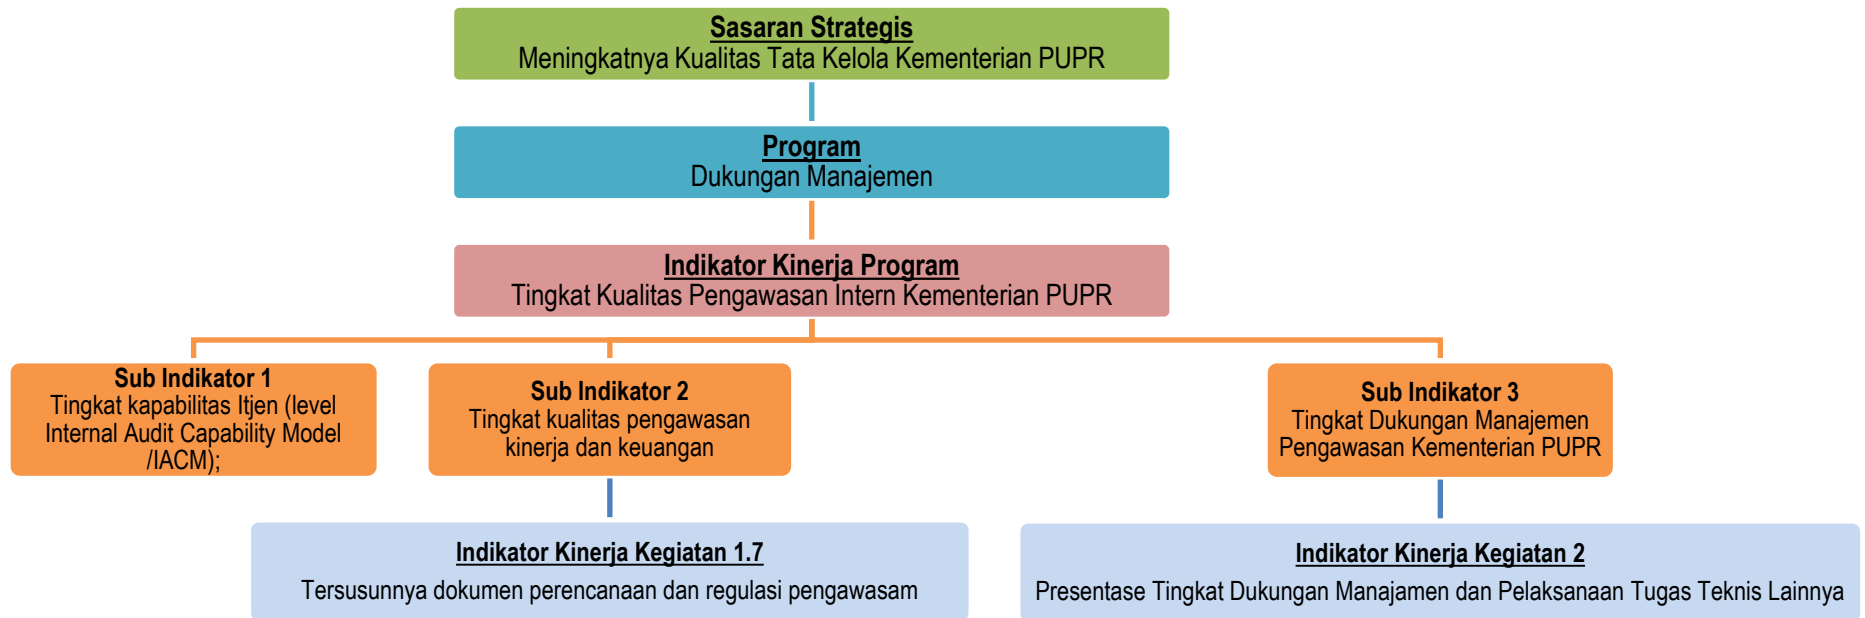 Sasaran Strategis
Meningkatnya Kualitas Tata Kelola Kementerian PUPR
Program
Dukungan Manajemen
Indikator Kinerja Program
Tingkat Kualitas Pengawasan Intern Kementerian PUPR
Sub Indikator 1
Tingkat kapabilitas Itjen (level
Internal Audit Capability Model
/IACM);
Sub Indikator 2
Tingkat kualitas pengawasan
kinerja dan keuangan
Sub Indikator 3
Tingkat Dukungan Manajemen
Pengawasan Kementerian PUPR
Indikator Kinerja Kegiatan 1.7
Tersusunnya dokumen perencanaan dan regulasi pengawasam
Indikator Kinerja Kegiatan 2
Presentase Tingkat Dukungan Manajamen dan Pelaksanaan Tugas Teknis Lainnya